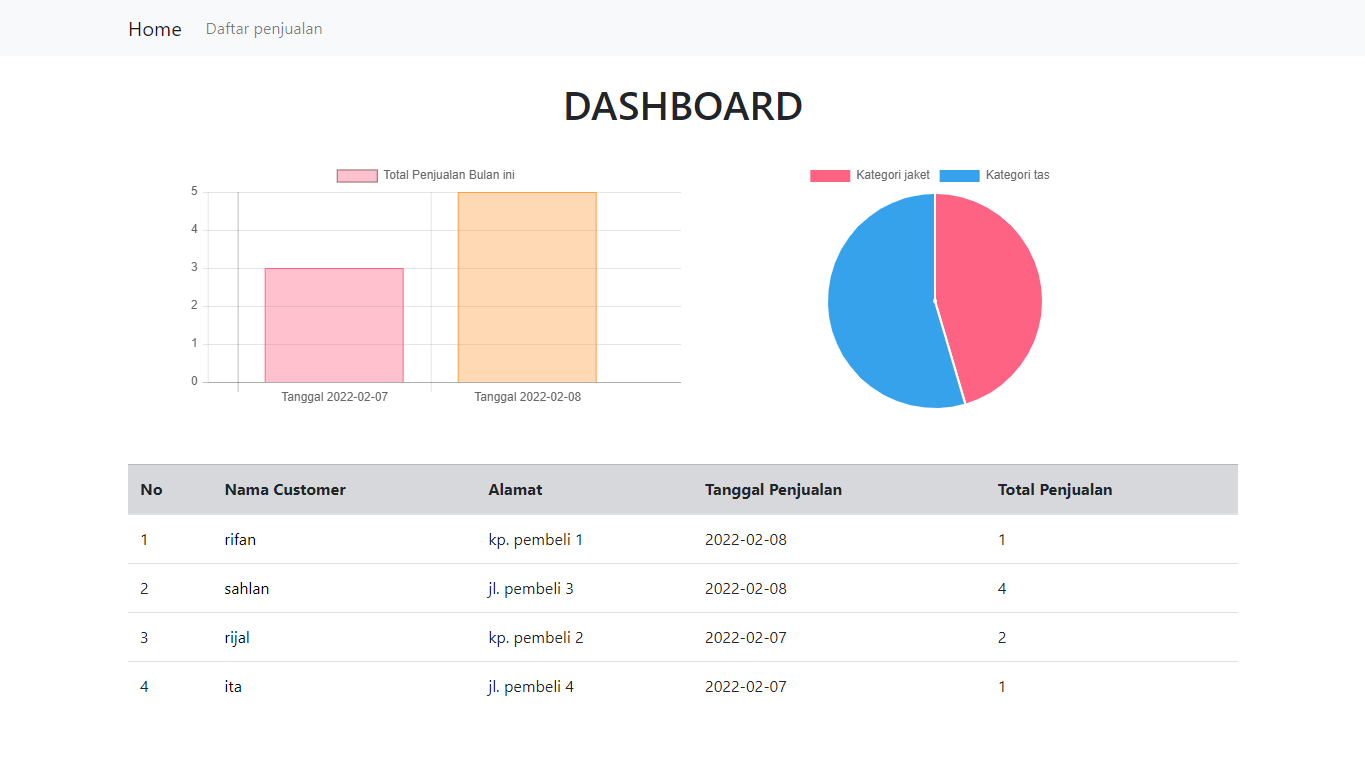 Home Daftar penjualan
DASHBOARD
Total Penjualan Bulan ini
5
4
3
2
1
0
Tanggal 2022-02-07 Tanggal 2022-02-08
Kategori jaket Kategori tas
No Nama Customer Alamat Tanggal Penjualan Total Penjualan
1 rifan kp. pembeli 1 2022-02-08 1
2 sahlan jl. pembeli 3 2022-02-08 4
3 rijal kp. pembeli 2 2022-02-07 2
4 ita jl. pembeli 4 2022-02-07 1